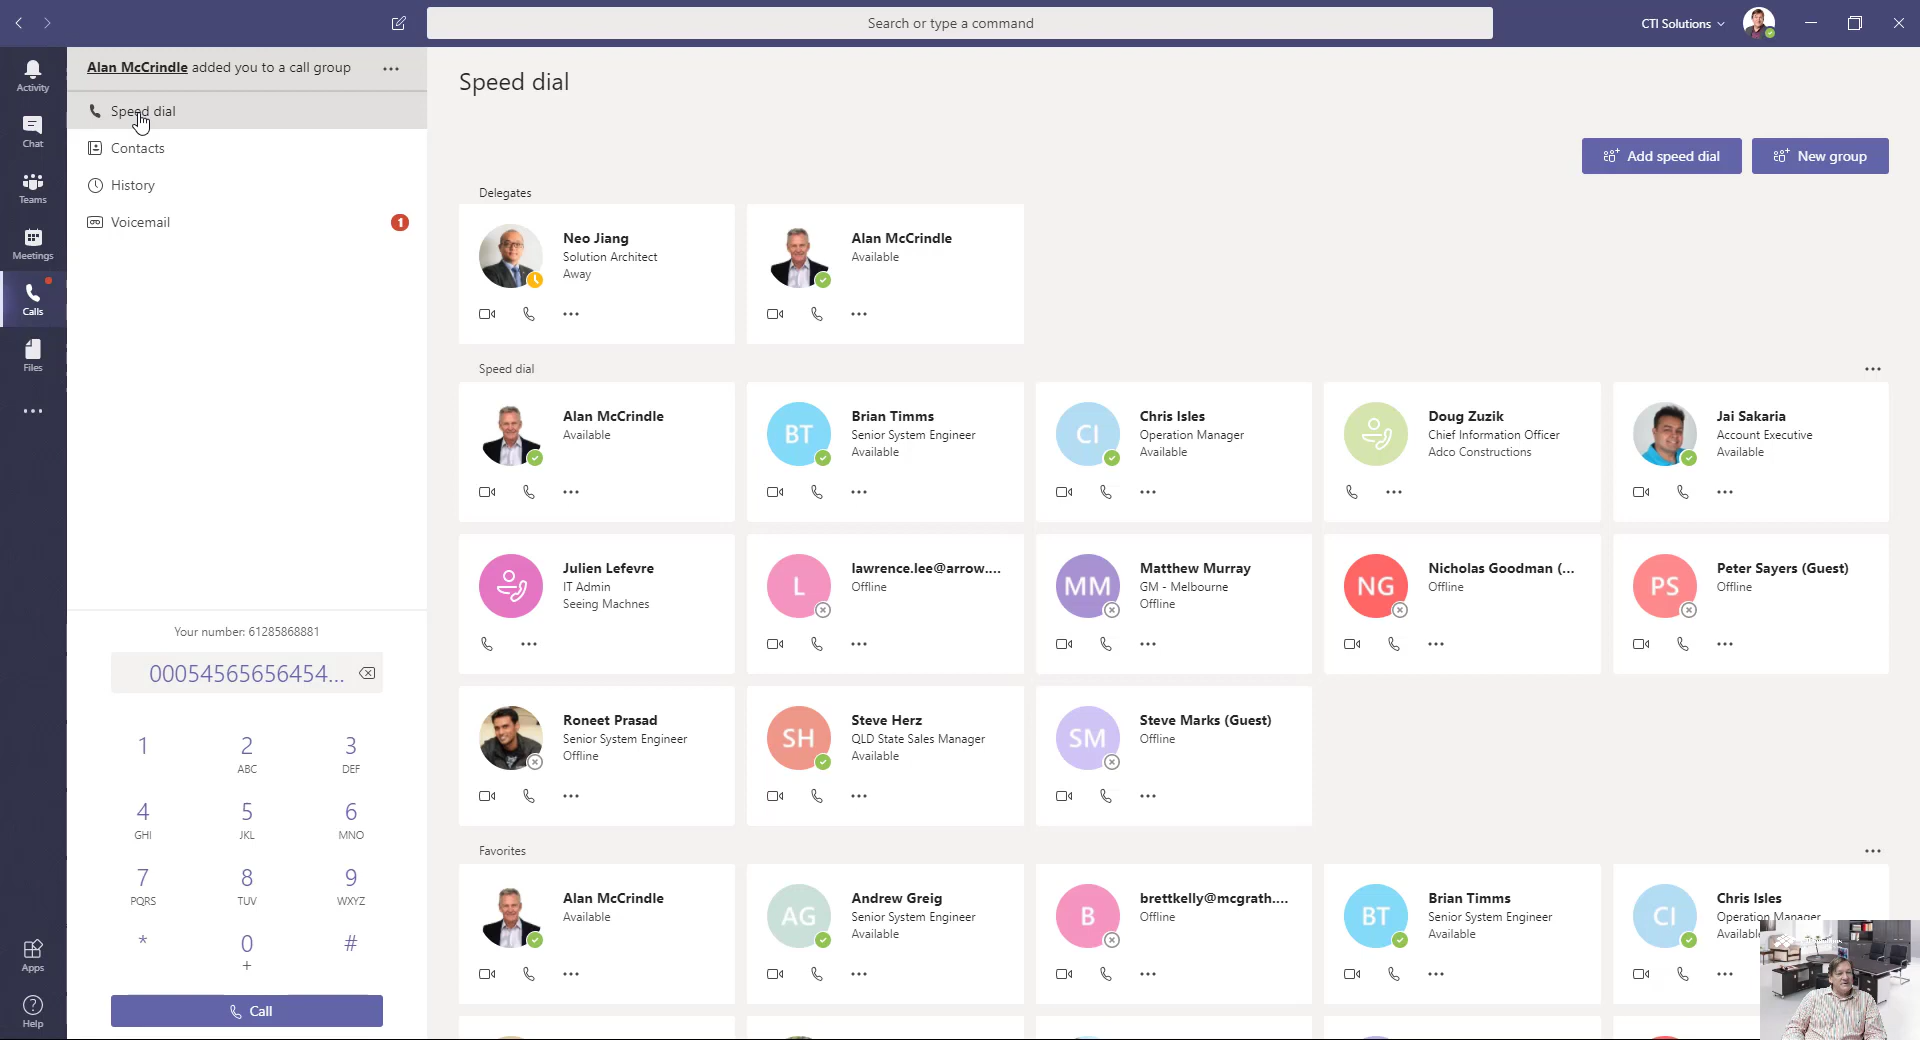 Search or type a command
CTI Solutions
Activity
Chat
Teams
Meetings
Calls
Files
Apps
Help
Alan McCrindle added you to a call group
Speed dial
Contacts
History
Voicemail
1
Your number: 61285868881
00054565656454...
1
2
ABC
3
DEF
4
GHI
5
JKL
6
MNO
7
PQRS
8
TUV
9
WXYZ
*
0
+
#
Call
Speed dial
Add speed dial
New group
Delegates
Neo Jiang
Solution Architect
Away
Alan McCrindle
Available
Speed dial
Alan McCrindle
Available
BT
Brian Timms
Senior System Engineer
Available
CI
Chris Isles
Operation Manager
Available
Doug Zuzik
Chief Information Officer
Adco Constructions
Jai Sakaria
Account Executive
Available
Julien Lefevre
IT Admin
Seeing Machnes
L
lawrence.lee@arrow....
Offline
MM
Matthew Murray
GM - Melbourne
Offline
NG
Nicholas Goodman (...
Offline
PS
Peter Sayers (Guest)
Offline
Roneet Prasad
Senior System Engineer
Offline
SH
Steve Herz
QLD State Sales Manager
Available
SM
Steve Marks (Guest)
Offline
Favorites
Alan McCrindle
Available
AG
Andrew Greig
Senior System Engineer
Available
B
brettkelly@mcgrath....
Offline
BT
Brian Timms
Senior System Engineer
Available
CI
Chris Isles
Operation Manager